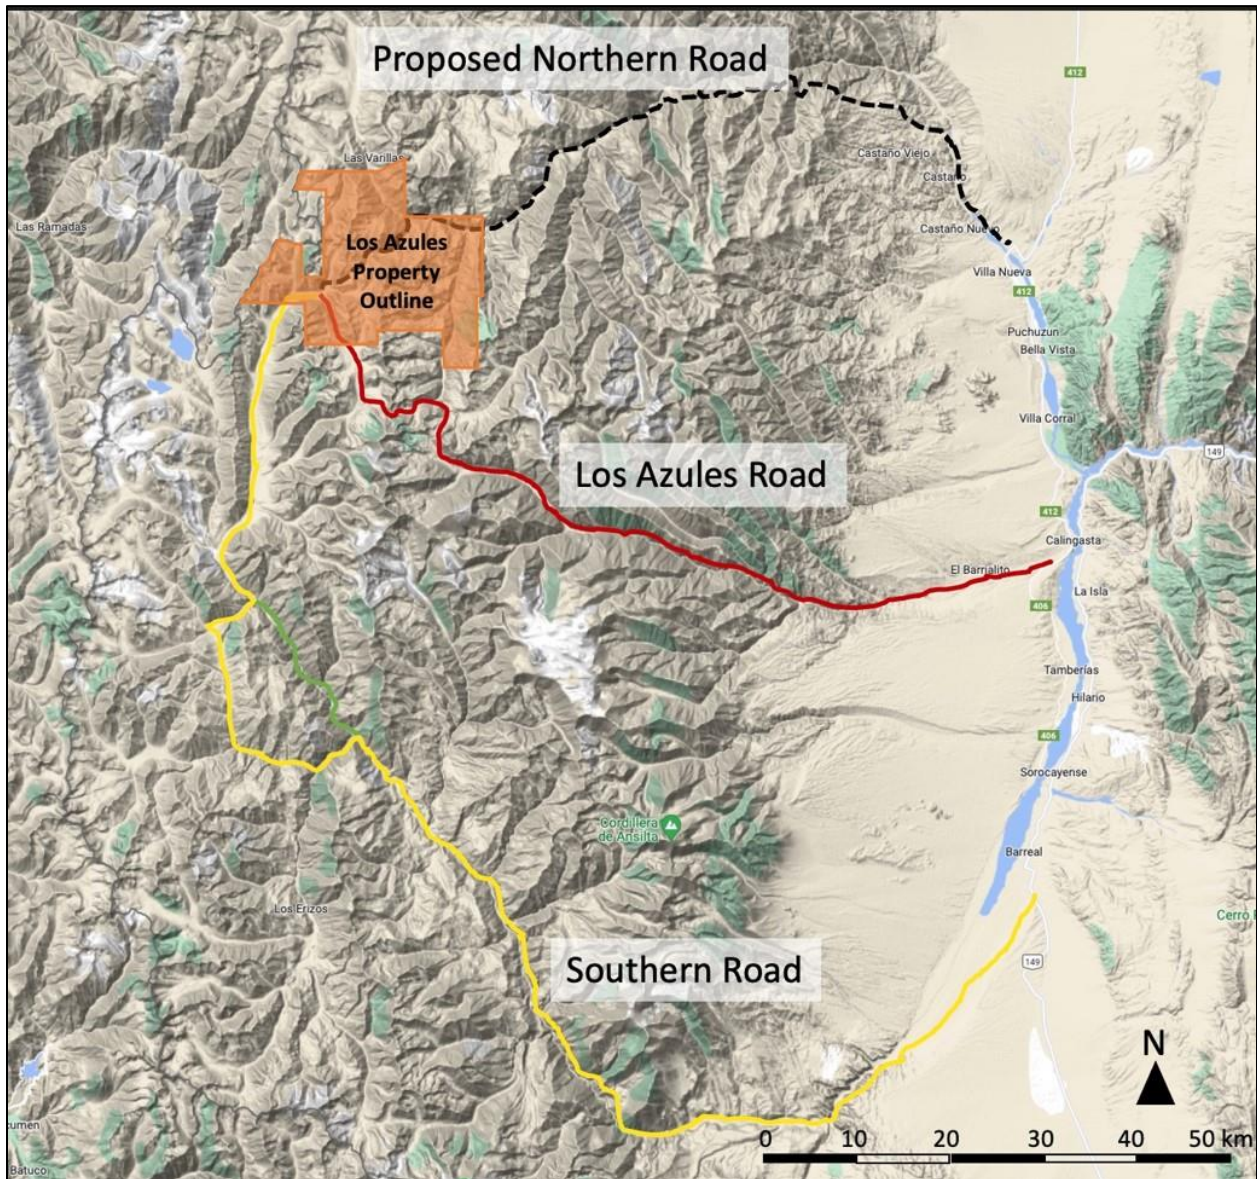 Proposed Northern Road
412
Las Varillas
Castaño Viejo
Castaño
Las Ramadas
Castaño Nuevo
Los Azules
Property
Outline
Villa Nueva
412
Puchuzun
Bella Vista
Villa Corral
149
Los Azules Road
412
Calingasta
El Barrialito
La Isla
406
Tamberías
Hilario
406
Sorocayense
Cordillera
de Ansilta
Barreal
Los Erizos
Cerro
Southern Road
149
N
cumen
0 10 20 30 40 50 km
Batuco